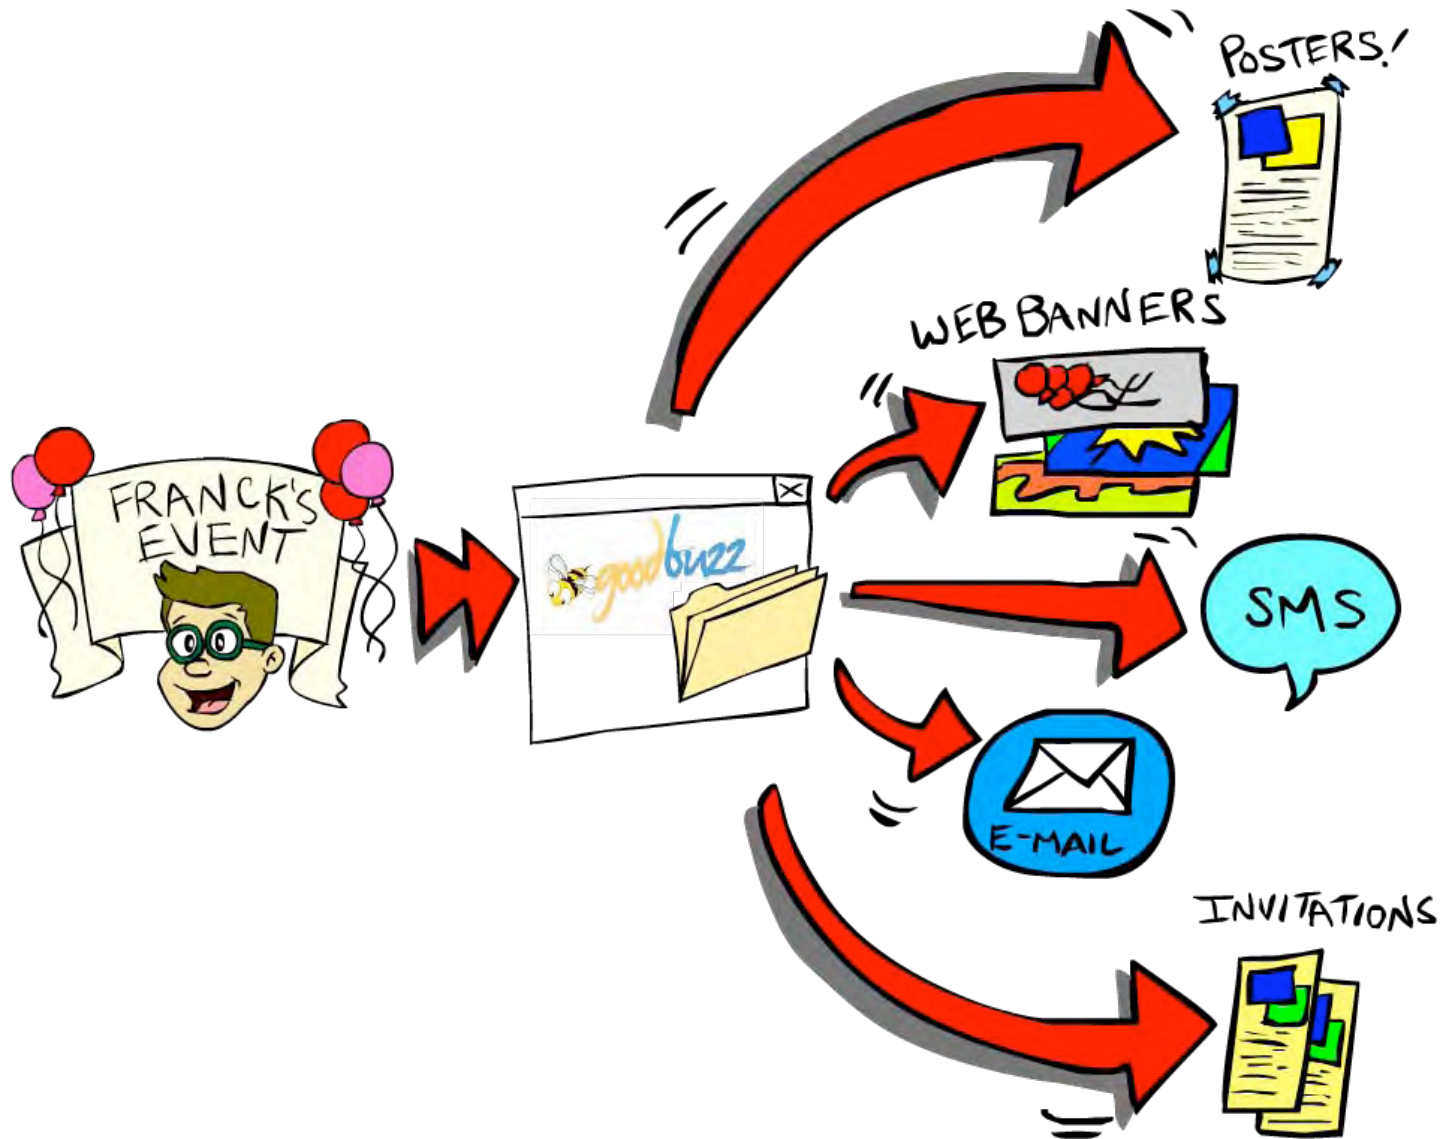 POSTERS!
WEB BANNERS
FRANCK'S
EVENT
goodbuzz
SMS
E-MAIL
INVITATIONS